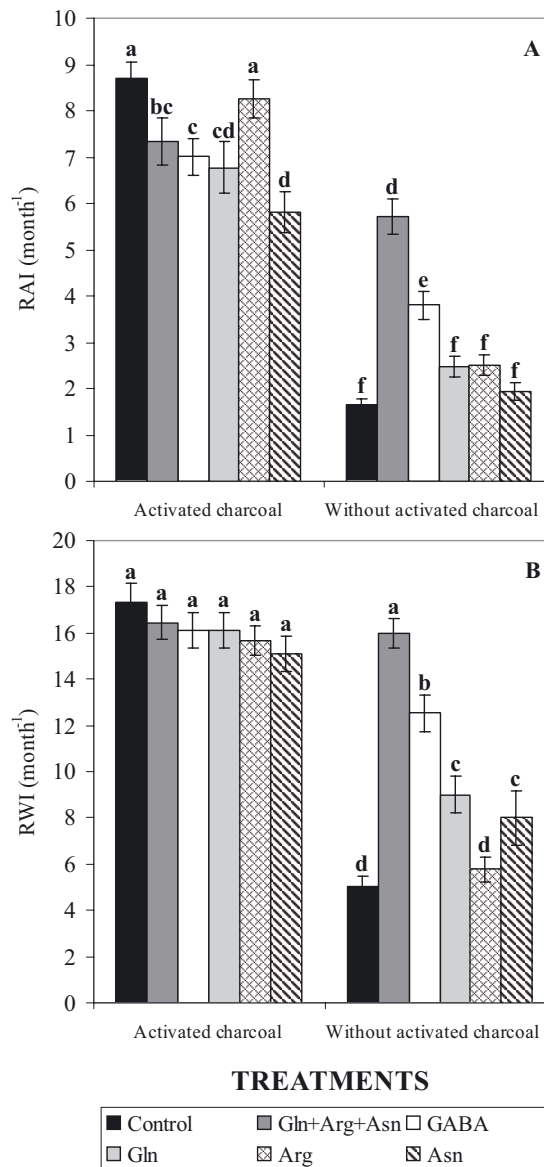 A
10
9
8
7
6
5
4
3
2
1
0
RAI (month⁻¹)
a
bc
c
cd
a
d
f
d
e
f
f
f
Activated charcoal
Without activated charcoal
B
20
18
16
14
12
10
8
6
4
2
0
RWI (month⁻¹)
a
a
a
a
a
a
d
a
b
c
d
c
Activated charcoal
Without activated charcoal
TREATMENTS
Control Gln+Arg+Asn GABA
Gln Arg Asn